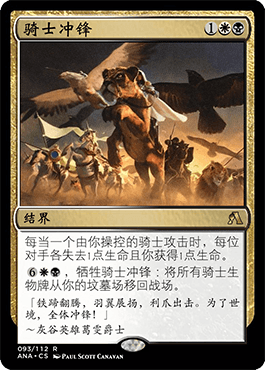 骑士冲锋 1
结界
每当一个由你操控的骑士攻击时，每位
对手各失去1点生命且你获得1点生命。
6，牺牲骑士冲锋：将所有骑士生
物牌从你的坟墓场移回战场。
「铁蹄翻腾，羽翼展扬，利爪出击。为了世
境，全体冲锋！」
～灰谷英雄葛雯爵士
093/112 R
ANA • CS PAUL SCOTT CANAVAN